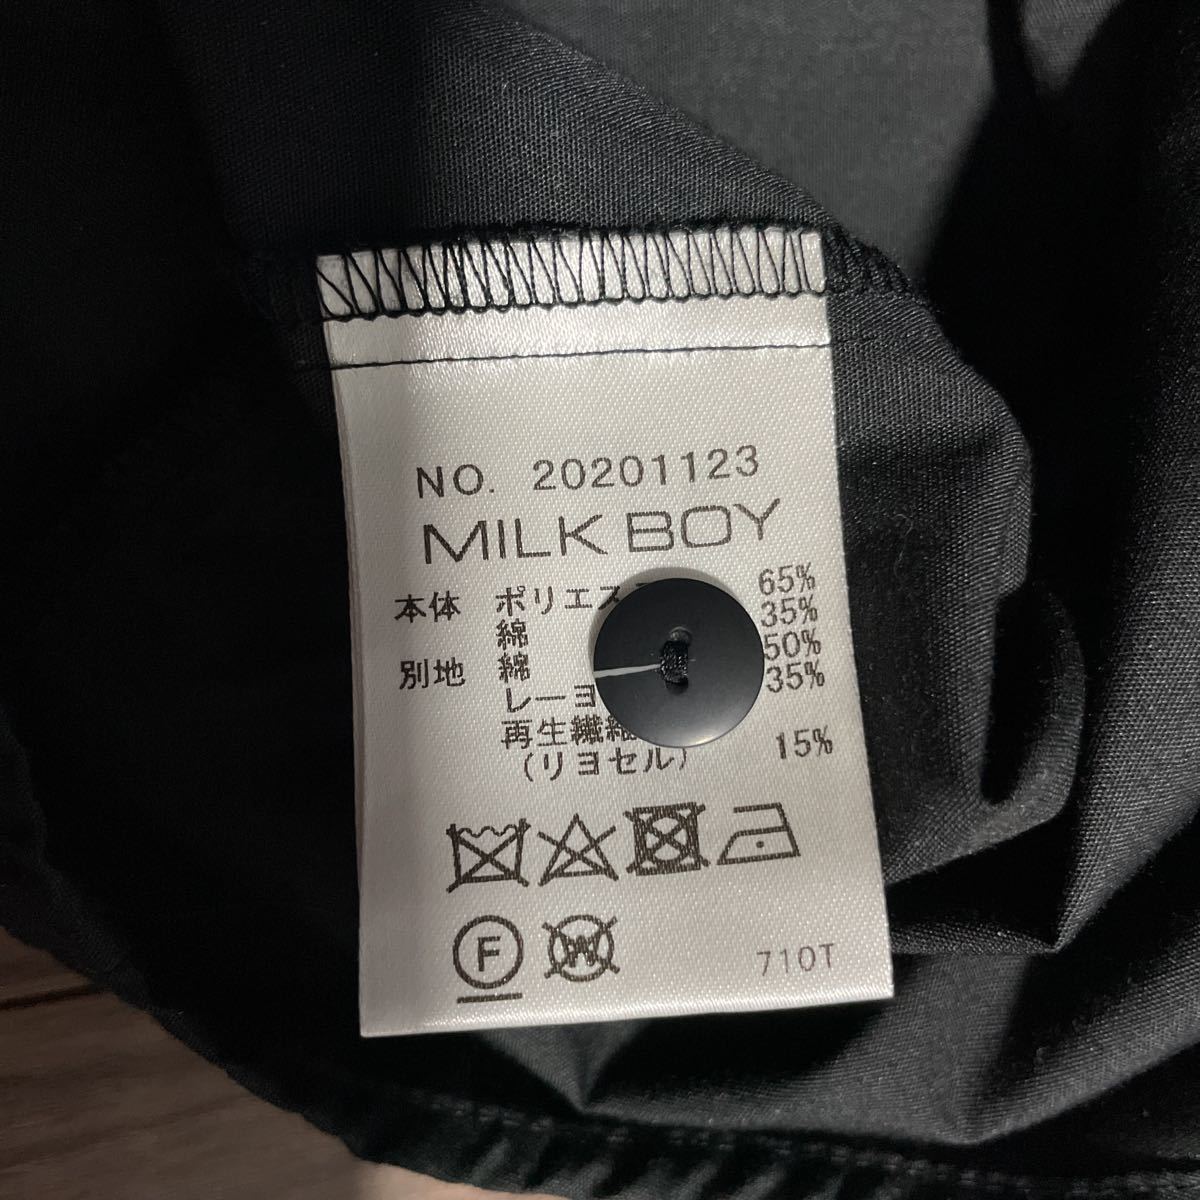 NO. 20201123
MILK BOY
本体 ポリエス 65%
綿 35%
別地 綿 50%
レーヨ 35%
再生繊維
(リヨセル) 15%
F
W
710T